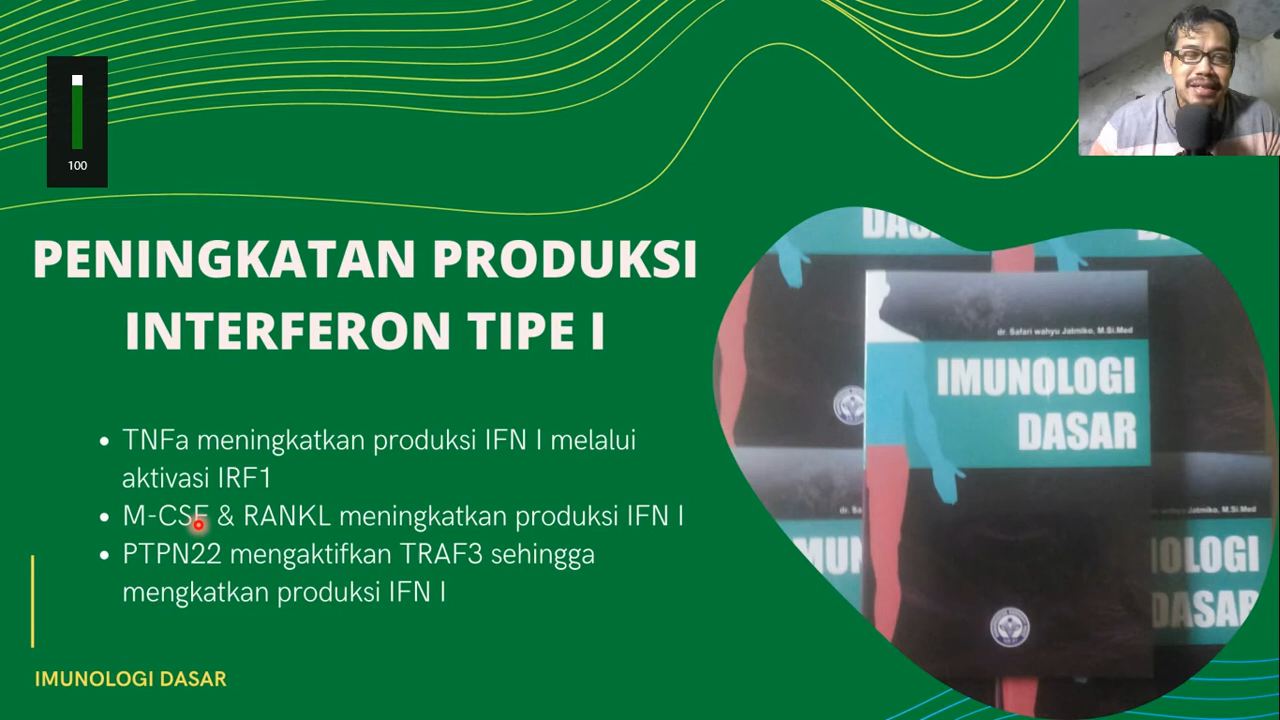 100
PENINGKATAN PRODUKSI
INTERFERON TIPE I
• TNFa meningkatkan produksi IFN I melalui
aktivasi IRF1
• M-CSF & RANKL meningkatkan produksi IFN I
• PTPN22 mengaktifkan TRAF3 sehingga
mengkatkan produksi IFN I
IMUNOLOGI DASAR
dr. Safari wahyu Jatmiko, M.Si.Med
IMUNOLOGI
DASAR